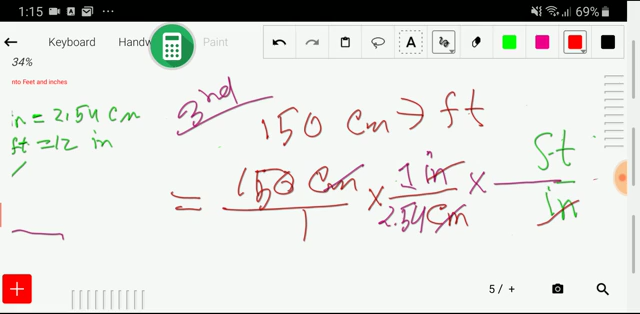 1:15 69%
Keyboard Handw Paint A
34%
nto Feet and inches
in = 2.54 cm
ft = 12 in
2nd
150 cm → ft
= 150 cm / 1 × 1 in / 2.54 cm × ft / in
5 / +